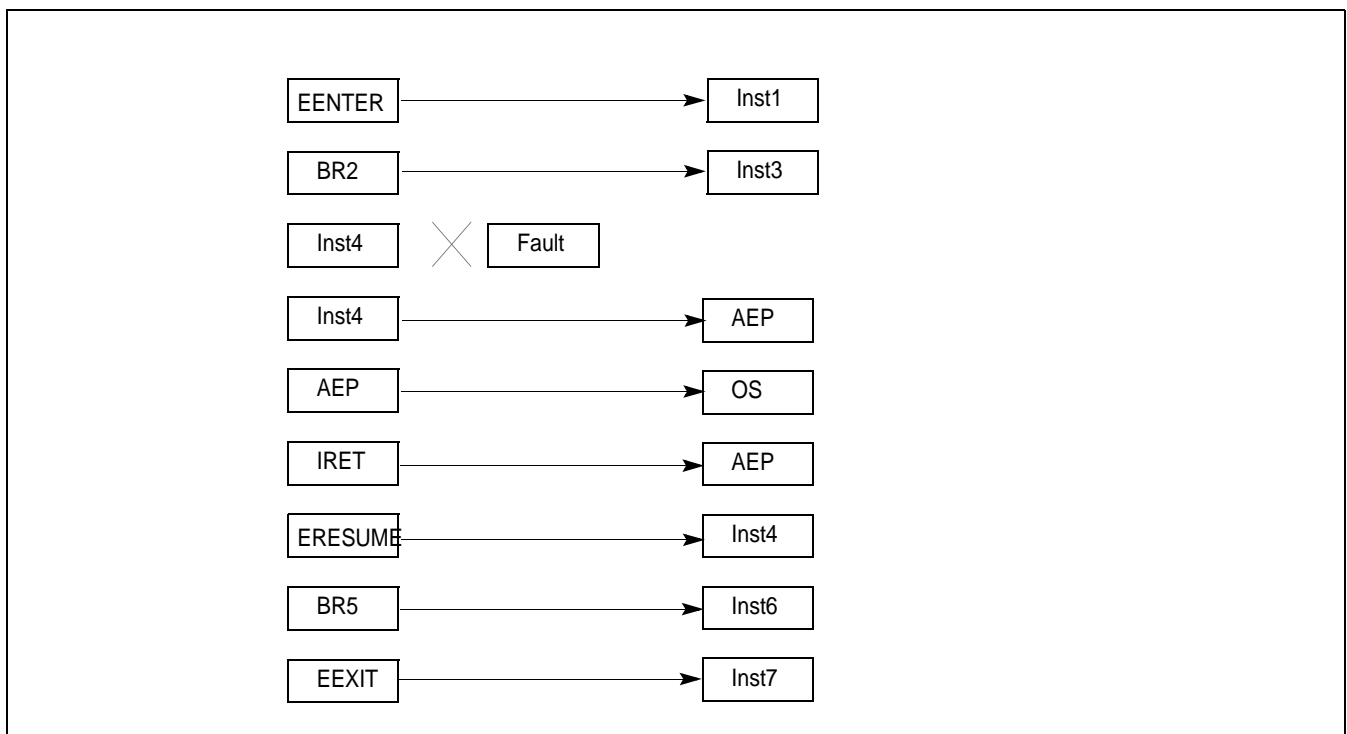 EENTER Inst1
BR2 Inst3
Inst4 Fault
Inst4 AEP
AEP OS
IRET AEP
ERESUME Inst4
BR5 Inst6
EEXIT Inst7